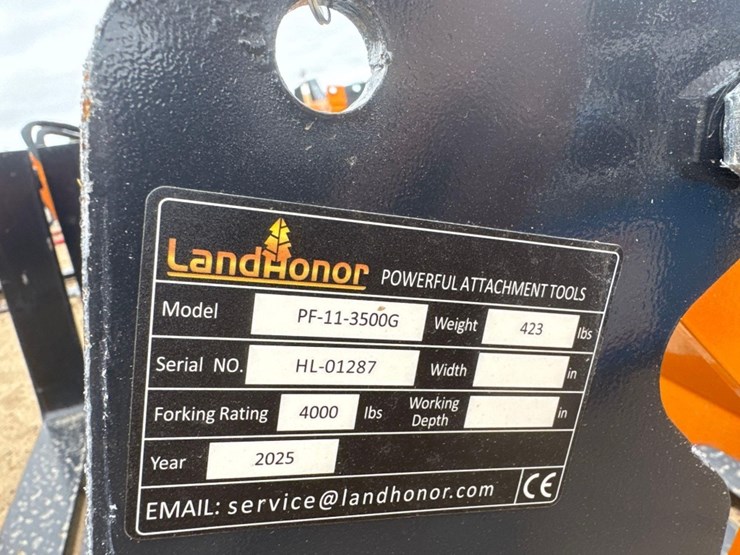 LandHonor POWERFUL ATTACHMENT TOOLS
Model PF-11-3500G Weight 423 lbs
Serial NO. HL-01287 Width in
Forking Rating 4000 lbs Working Depth in
Year 2025
EMAIL: service@landhonor.com CE